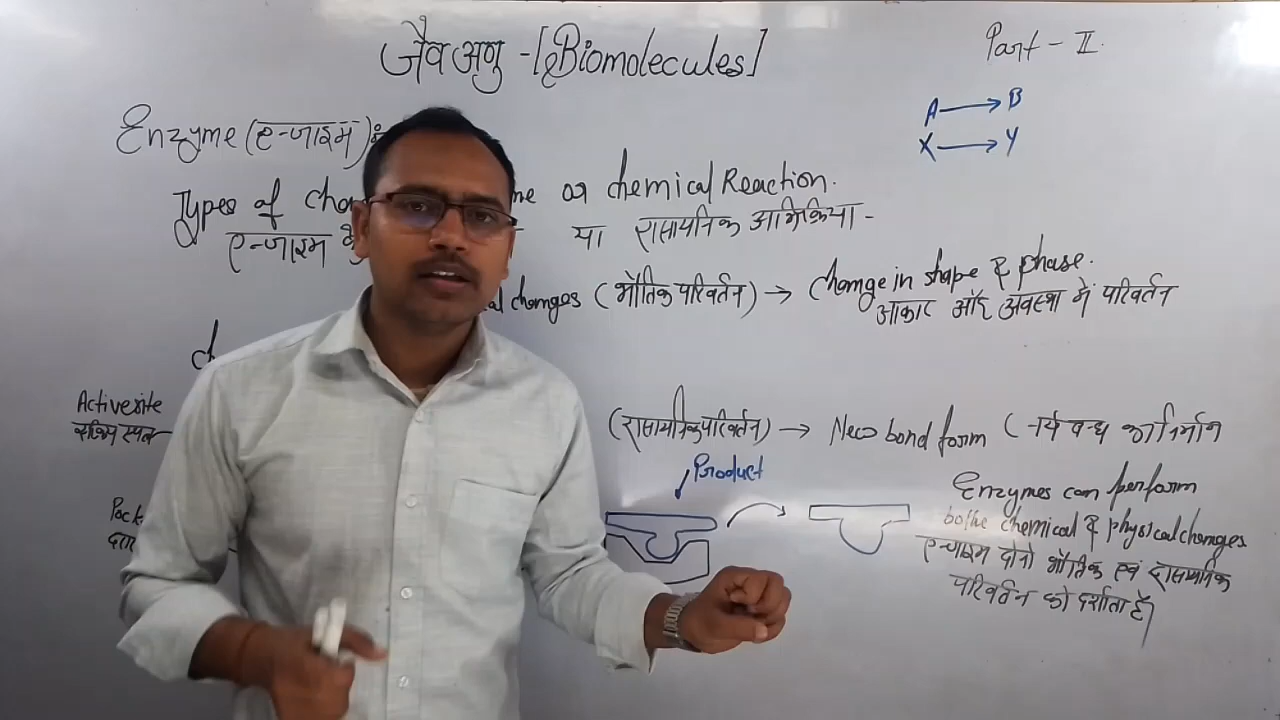 जैव अणु -[Biomolecules]
Part - II.
A → B
X → Y
Enzyme (एन्जाइम)
Types of or chemical Reaction.
एन्जाइम या रासायनिक अभिक्रिया -
changes (भौतिक परिवर्तन) → change in shape & phase.
आकार और अवस्था में परिवर्तन
Active site
सक्रिय स्थल
(रासायनिक परिवर्तन) → New bond form (नये बन्ध का निर्माण
Product
Enzymes can perform
bothe chemical & physical changes
एन्जाइम दोनो भौतिक एवं रासायनिक
परिवर्तन को दर्शाता है।